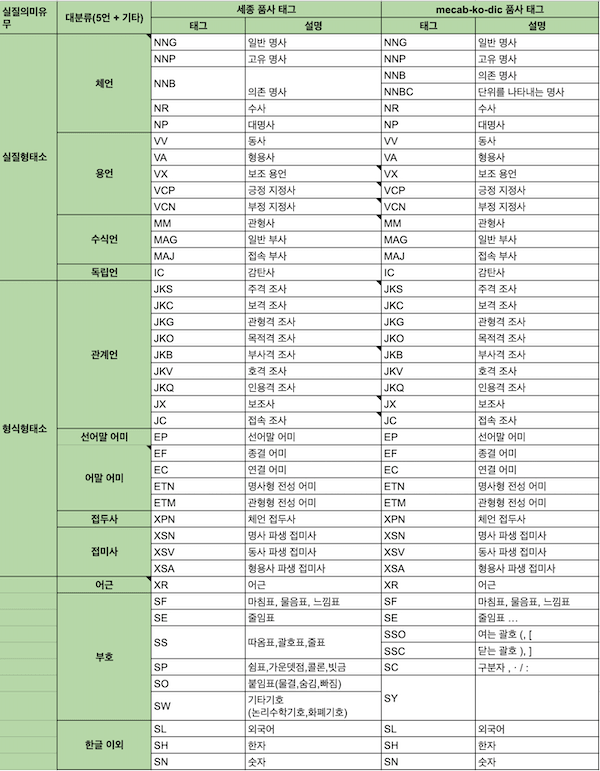 실질의미유무 대분류(5언 + 기타) 세종 품사 태그 mecab-ko-dic 품사 태그
태그 설명 태그 설명
실질형태소
체언
NNG 일반 명사 NNG 일반 명사
NNP 고유 명사 NNP 고유 명사
NNB 의존 명사 NNB 의존 명사
NNBC 단위를 나타내는 명사
NR 수사 NR 수사
NP 대명사 NP 대명사
용언
VV 동사 VV 동사
VA 형용사 VA 형용사
VX 보조 용언 VX 보조 용언
VCP 긍정 지정사 VCP 긍정 지정사
VCN 부정 지정사 VCN 부정 지정사
수식언
MM 관형사 MM 관형사
MAG 일반 부사 MAG 일반 부사
MAJ 접속 부사 MAJ 접속 부사
독립언 IC 감탄사 IC 감탄사
형식형태소
관계언
JKS 주격 조사 JKS 주격 조사
JKC 보격 조사 JKC 보격 조사
JKG 관형격 조사 JKG 관형격 조사
JKO 목적격 조사 JKO 목적격 조사
JKB 부사격 조사 JKB 부사격 조사
JKV 호격 조사 JKV 호격 조사
JKQ 인용격 조사 JKQ 인용격 조사
JX 보조사 JX 보조사
JC 접속 조사 JC 접속 조사
선어말 어미 EP 선어말 어미 EP 선어말 어미
어말 어미
EF 종결 어미 EF 종결 어미
EC 연결 어미 EC 연결 어미
ETN 명사형 전성 어미 ETN 명사형 전성 어미
ETM 관형형 전성 어미 ETM 관형형 전성 어미
접두사 XPN 체언 접두사 XPN 체언 접두사
접미사
XSN 명사 파생 접미사 XSN 명사 파생 접미사
XSV 동사 파생 접미사 XSV 동사 파생 접미사
XSA 형용사 파생 접미사 XSA 형용사 파생 접미사
어근 XR 어근 XR 어근
부호
SF 마침표, 물음표, 느낌표 SF 마침표, 물음표, 느낌표
SE 줄임표 SE 줄임표 …
SS 따옴표,괄호표,줄표 SSO 여는 괄호 (, [
SSC 닫는 괄호 ), ]
SP 쉼표,가운뎃점,콜론,빗금 SC 구분자 , · / :
SO 붙임표(물결,숨김,빠짐) SY
SW 기타기호
(논리수학기호,화폐기호)
한글 이외
SL 외국어 SL 외국어
SH 한자 SH 한자
SN 숫자 SN 숫자